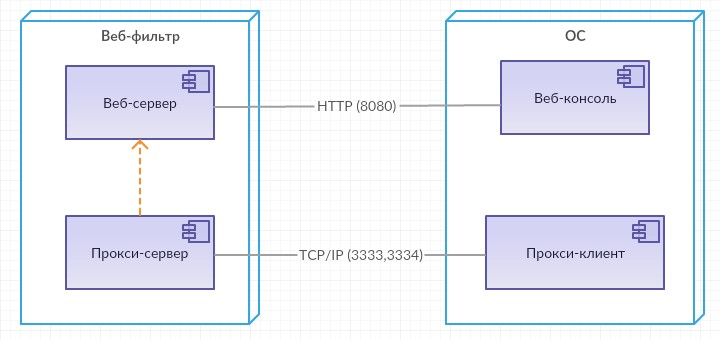 Веб-фильтр
ОС
Веб-сервер
HTTP (8080)
Веб-консоль
Прокси-сервер
TCP/IP (3333,3334)
Прокси-клиент